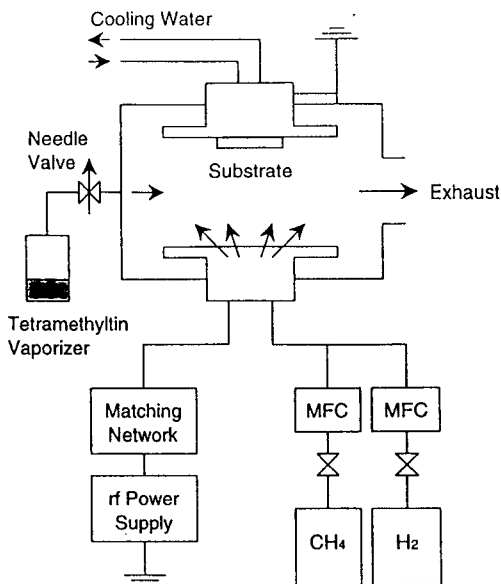 Cooling Water
Needle
Valve
Substrate
Exhaust
Tetramethyltin
Vaporizer
Matching
Network
MFC
MFC
rf Power
Supply
CH₄
H₂